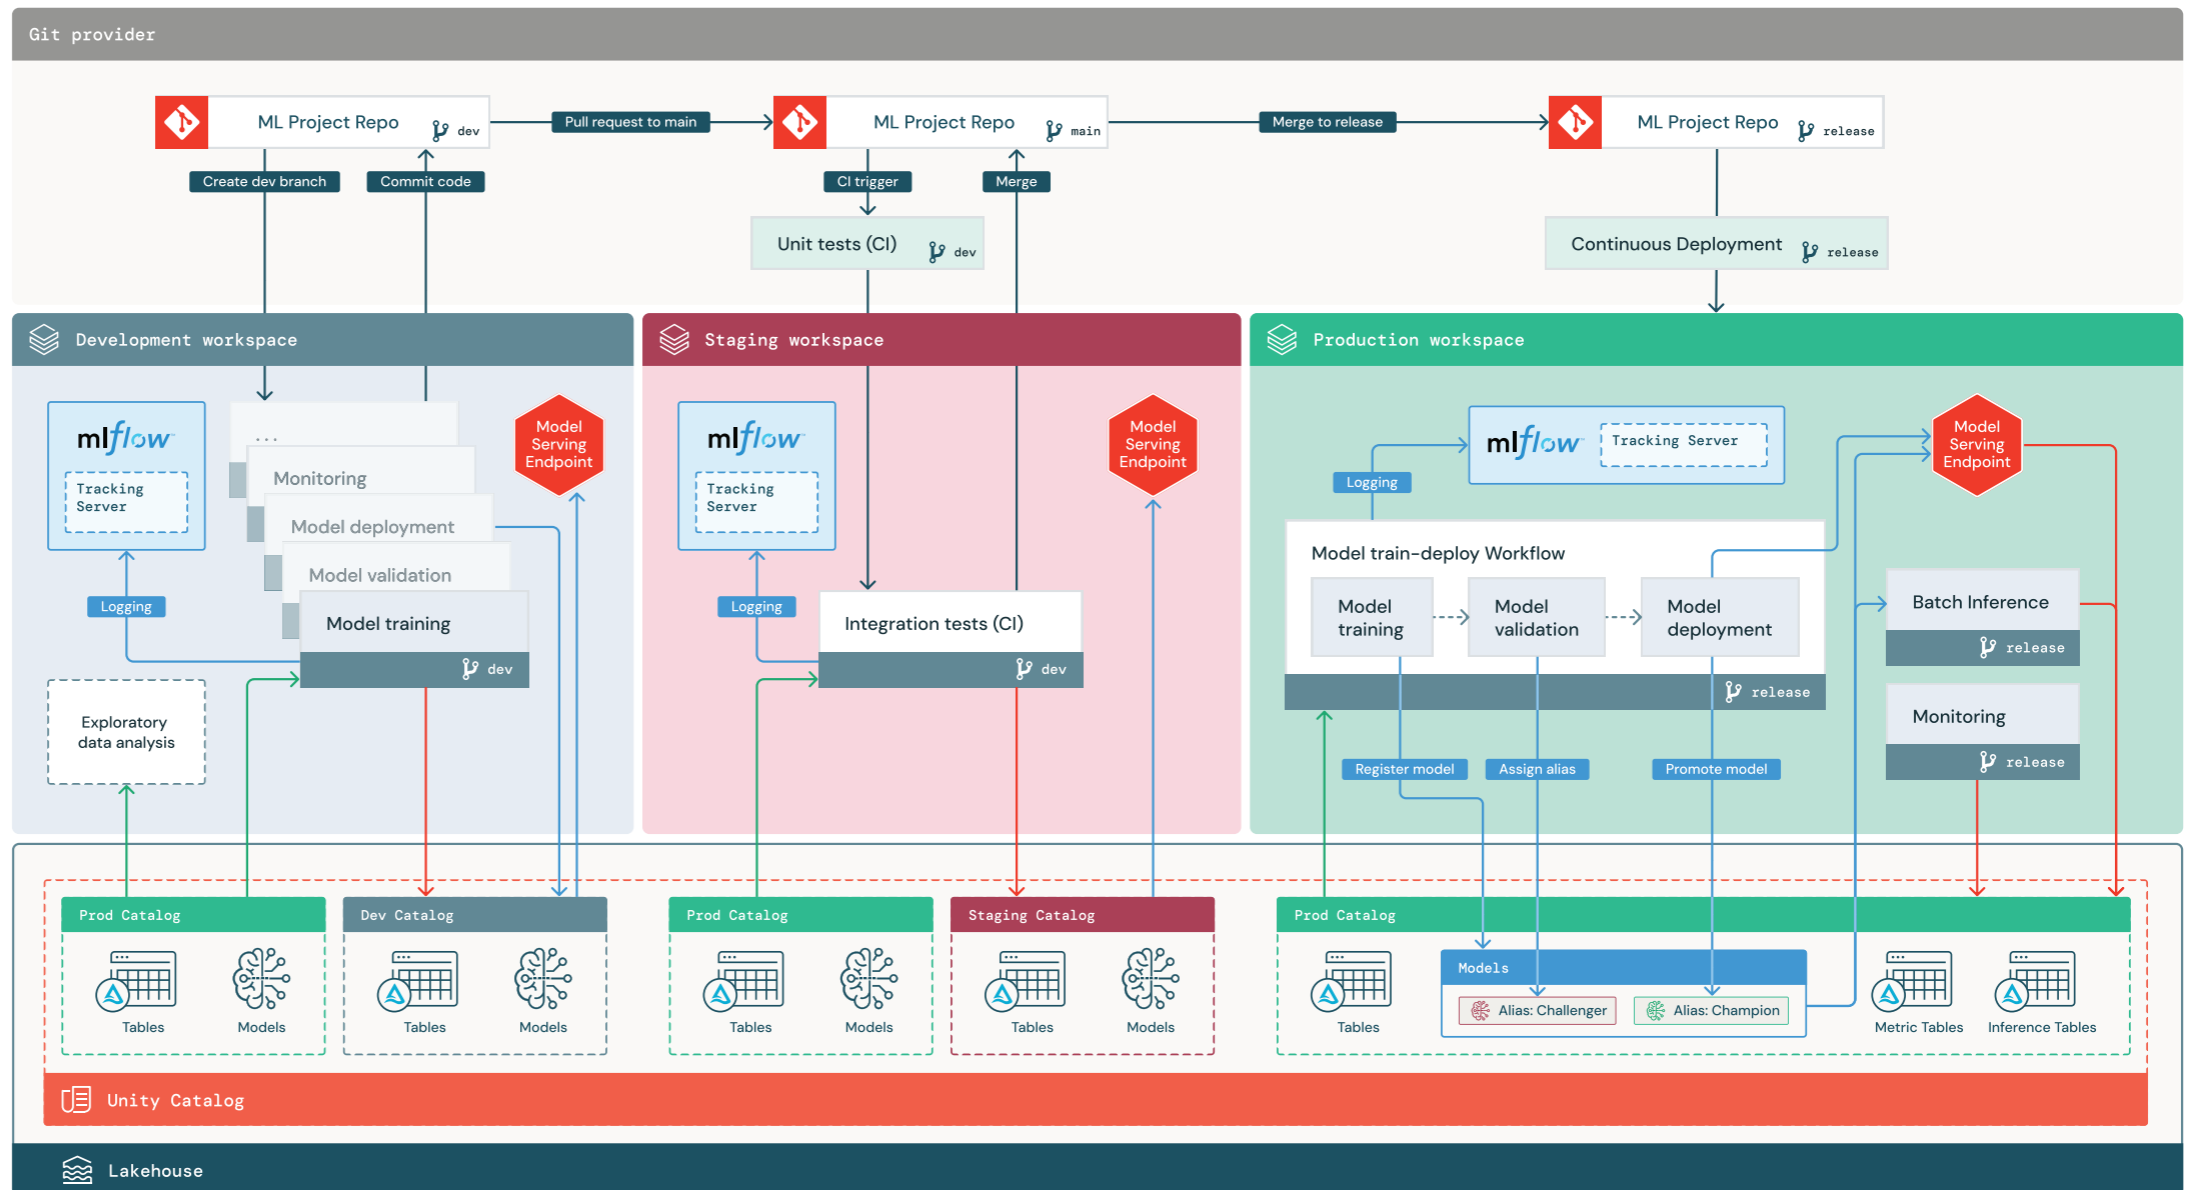 Git provider
ML Project Repo
dev
Pull request to main
ML Project Repo
main
Merge to release
ML Project Repo
release
Create dev branch
Commit code
CI trigger
Merge
Unit tests (CI)
dev
Continuous Deployment
release
Development workspace
mlflow™
Tracking
Server
Logging
...
Monitoring
Model deployment
Model validation
Model training
dev
Model
Serving
Endpoint
Exploratory
data analysis
Staging workspace
mlflow™
Tracking
Server
Logging
Integration tests (CI)
dev
Model
Serving
Endpoint
Production workspace
mlflow™
Tracking Server
Logging
Model
Serving
Endpoint
Model train-deploy Workflow
Model
training
Model
validation
Model
deployment
release
Batch Inference
release
Monitoring
release
Register model
Assign alias
Promote model
Prod Catalog
Tables
Models
Dev Catalog
Tables
Models
Prod Catalog
Tables
Models
Staging Catalog
Tables
Models
Prod Catalog
Tables
Models
Alias: Challenger
Alias: Champion
Metric Tables
Inference Tables
Unity Catalog
Lakehouse